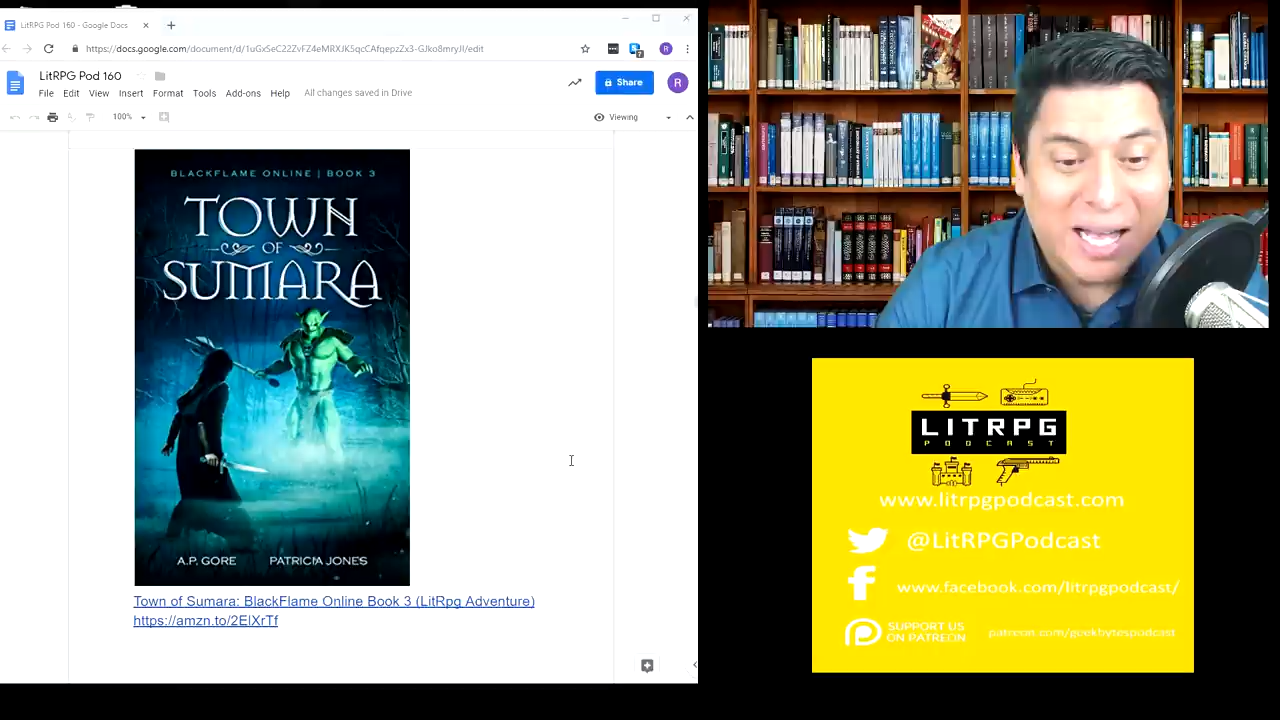 LitRPG Pod 160 - Google Docs
https://docs.google.com/document/d/1uGxSeC22ZvFZ4eMRXJK5qcCAfqepzZx3-GJko8mryJI/edit
LitRPG Pod 160
File Edit View Insert Format Tools Add-ons Help All changes saved in Drive
Share
R
100%
Viewing
BLACKFLAME ONLINE | BOOK 3
TOWN
OF
SUMARA
A.P. GORE PATRICIA JONES
Town of Sumara: BlackFlame Online Book 3 (LitRpg Adventure)
https://amzn.to/2ElXrTf
LITRPG
PODCAST
www.litrpgpodcast.com
@LitRPGPodcast
www.facebook.com/litrpgpodcast/
SUPPORT US
ON PATREON
patreon.com/geekbytespodcast